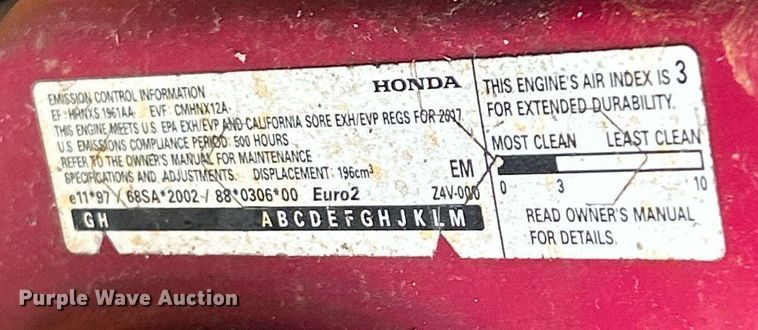 EMISSION CONTROL INFORMATION
HONDA
EF: HHNXS.1961AA EVF: CMHNX12A
THIS ENGINE MEETS U.S. EPA EXH/EVP AND CALIFORNIA SORE EXH/EVP REGS FOR 2017.
U.S. EMISSIONS COMPLIANCE PERIOD: 500 HOURS
REFER TO THE OWNER'S MANUAL FOR MAINTENANCE
SPECIFICATIONS AND ADJUSTMENTS. DISPLACEMENT: 196cm³
EM
e11*97/68SA*2002/88*0306*00 Euro2
Z4V-000
GH ABCDEFGHJKLM
THIS ENGINE'S AIR INDEX IS 3
FOR EXTENDED DURABILITY.
MOST CLEAN LEAST CLEAN
0 3 10
READ OWNER'S MANUAL
FOR DETAILS.
Purple Wave Auction